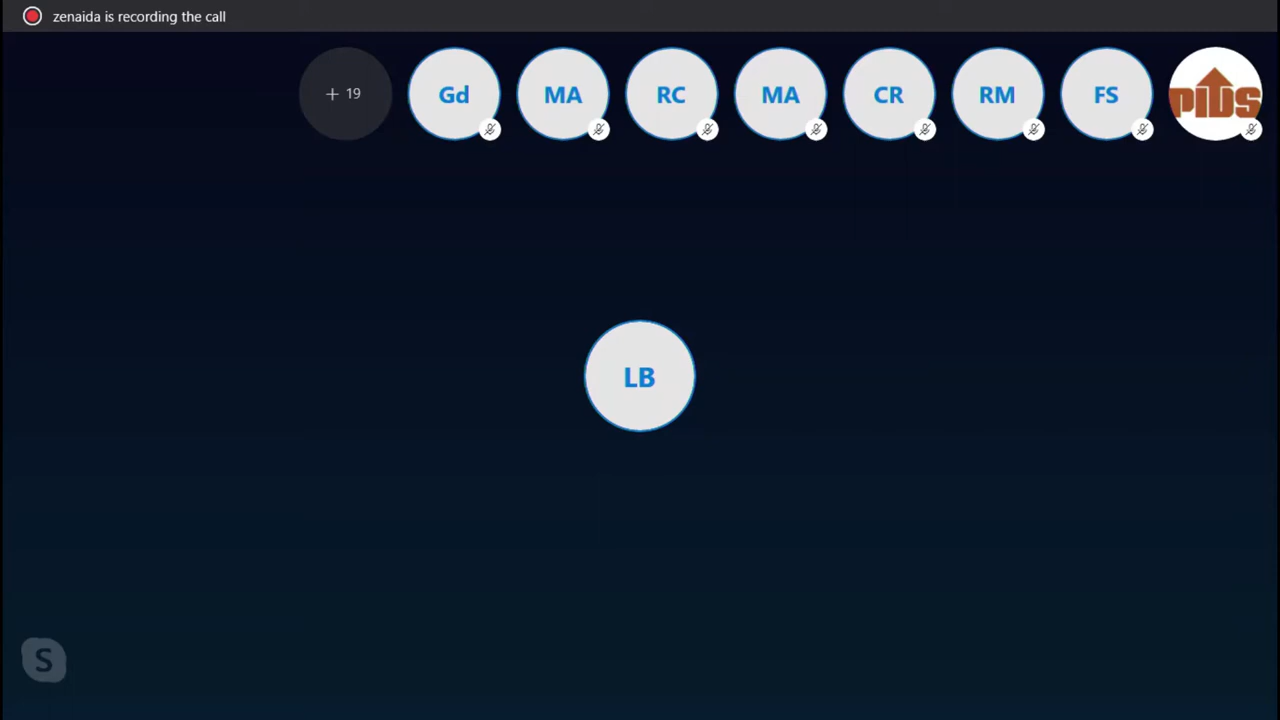 zenaida is recording the call
+ 19
Gd
MA
RC
MA
CR
RM
FS
PIDS
LB
S